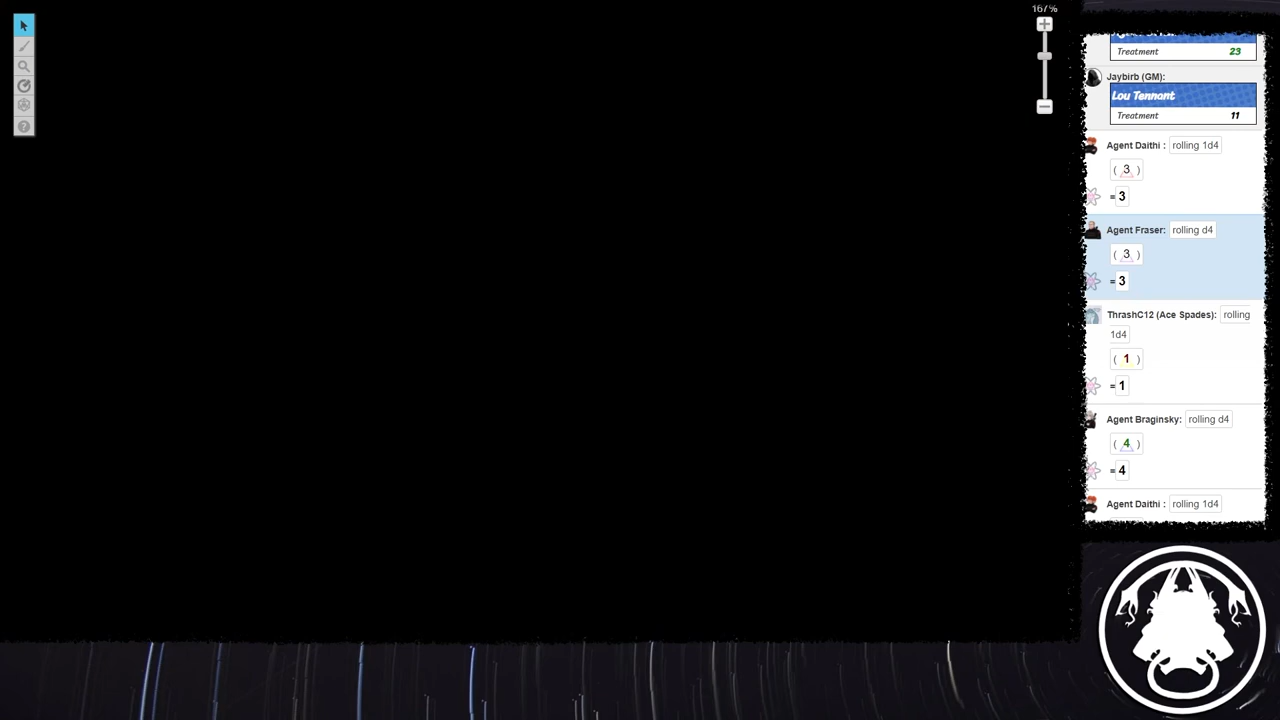 167%
Treatment 23
Jaybirb (GM):
Lou Tennant
Treatment 11
Agent Daithi : rolling 1d4
( 3 )
= 3
Agent Fraser: rolling d4
( 3 )
= 3
ThrashC12 (Ace Spades): rolling
1d4
( 1 )
= 1
Agent Braginsky: rolling d4
( 4 )
= 4
Agent Daithi : rolling 1d4